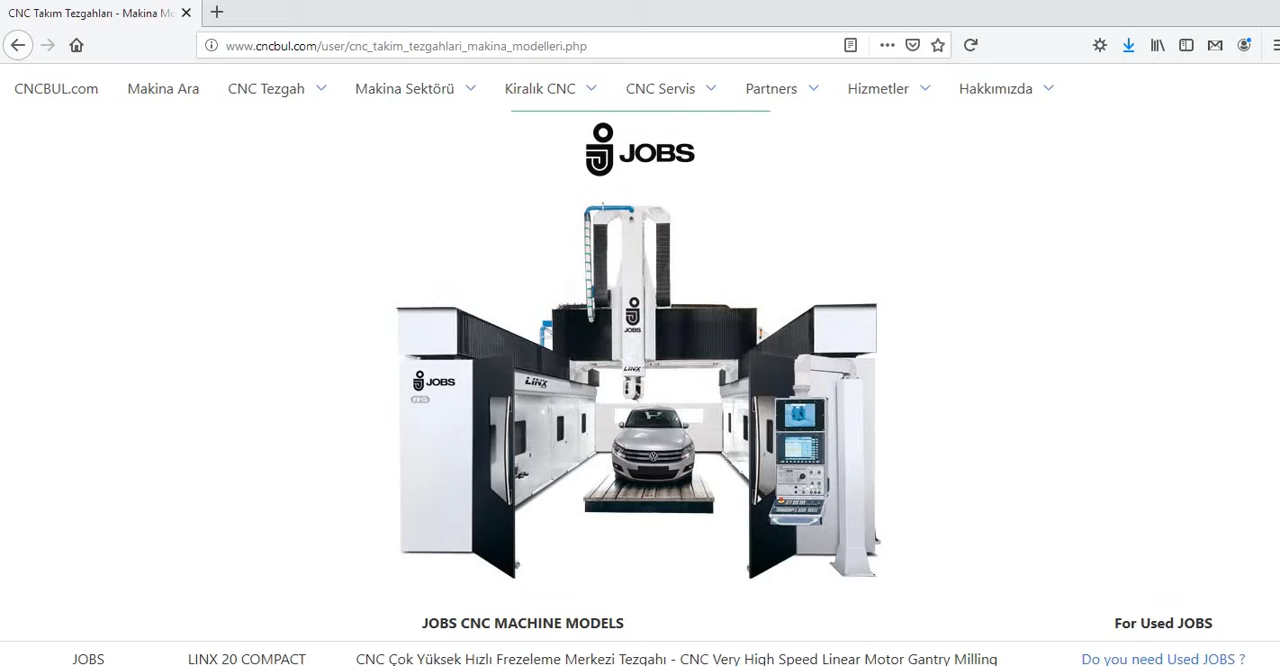 CNC Takım Tezgahları - Makina Mo
www.cncbul.com/user/cnc_takim_tezgahlari_makina_modelleri.php
CNCBUL.com Makina Ara CNC Tezgah Makina Sektörü Kiralık CNC CNC Servis Partners Hizmetler Hakkımızda
JOBS
JOBS
LINX
JOBS
LINX
JOBS CNC MACHINE MODELS For Used JOBS
JOBS LINX 20 COMPACT CNC Çok Yüksek Hızlı Frezeleme Merkezi Tezgahı - CNC Very High Speed Linear Motor Gantry Milling Do you need Used JOBS ?